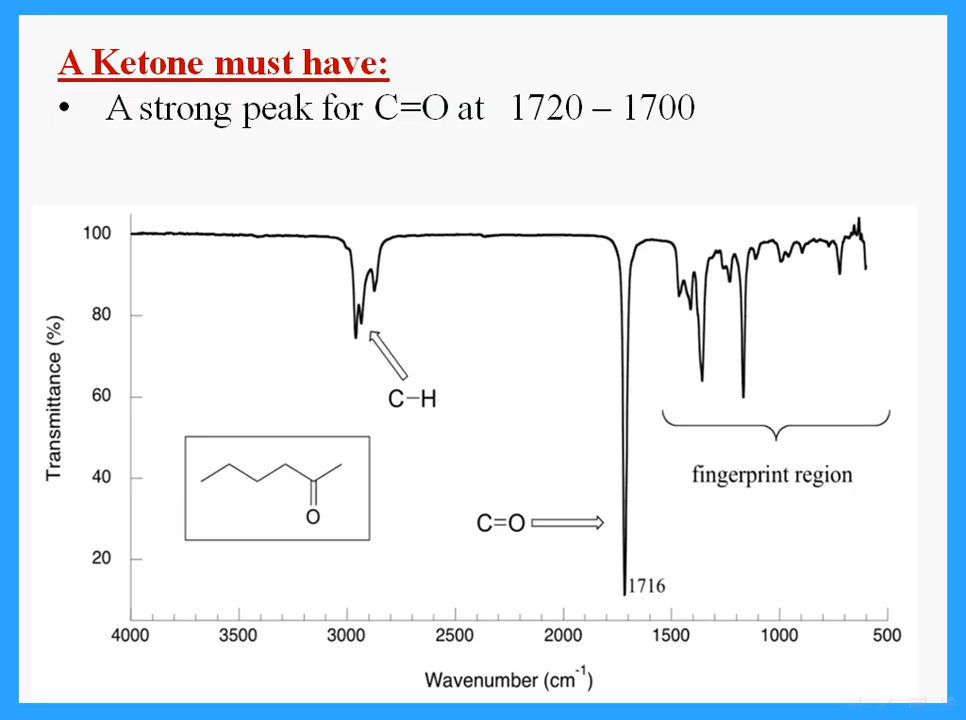 A Ketone must have:
• A strong peak for C=O at 1720 – 1700
100
80
60
40
20
Transmittance (%)
C–H
O
C=O
1716
fingerprint region
4000 3500 3000 2500 2000 1500 1000 500
Wavenumber (cm⁻¹)